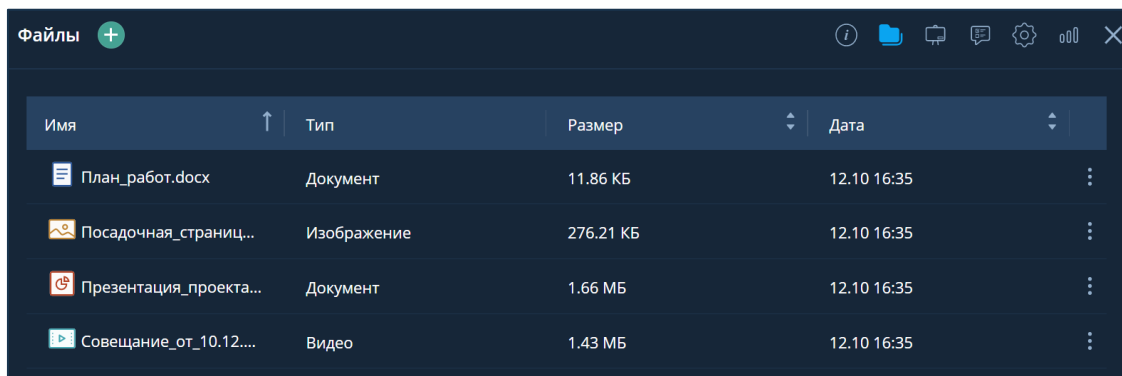 Файлы
Имя Тип Размер Дата
План_работ.docx Документ 11.86 КБ 12.10 16:35
Посадочная_страниц... Изображение 276.21 КБ 12.10 16:35
Презентация_проекта... Документ 1.66 МБ 12.10 16:35
Совещание_от_10.12.... Видео 1.43 МБ 12.10 16:35